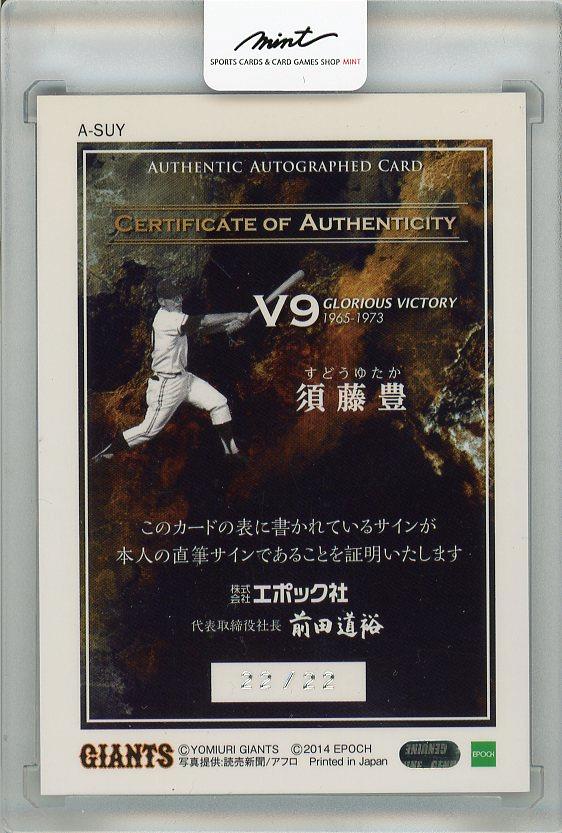 mint
SPORTS CARDS & CARD GAMES SHOP MINT
A-SUY
AUTHENTIC AUTOGRAPHED CARD
CERTIFICATE OF AUTHENTICITY
V9 GLORIOUS VICTORY
1965-1973
すどうゆたか
須藤豊
このカードの表に書かれているサインが
本人の直筆サインであることを証明いたします
株式会社エポック社
代表取締役社長 前田道裕
22/22
GIANTS ©YOMIURI GIANTS ©2014 EPOCH
写真提供:読売新聞/アフロ Printed in Japan
GENUINE
EPOCH